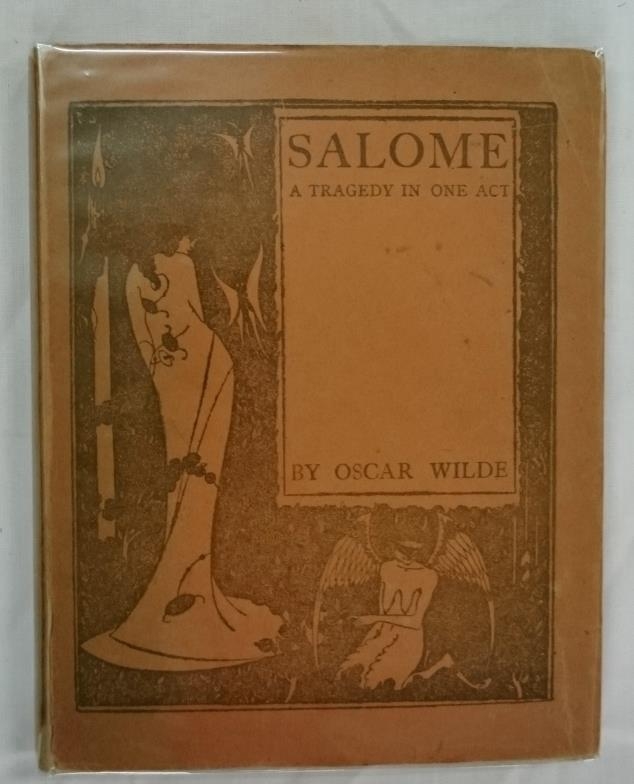 SALOME
A TRAGEDY IN ONE ACT
BY OSCAR WILDE